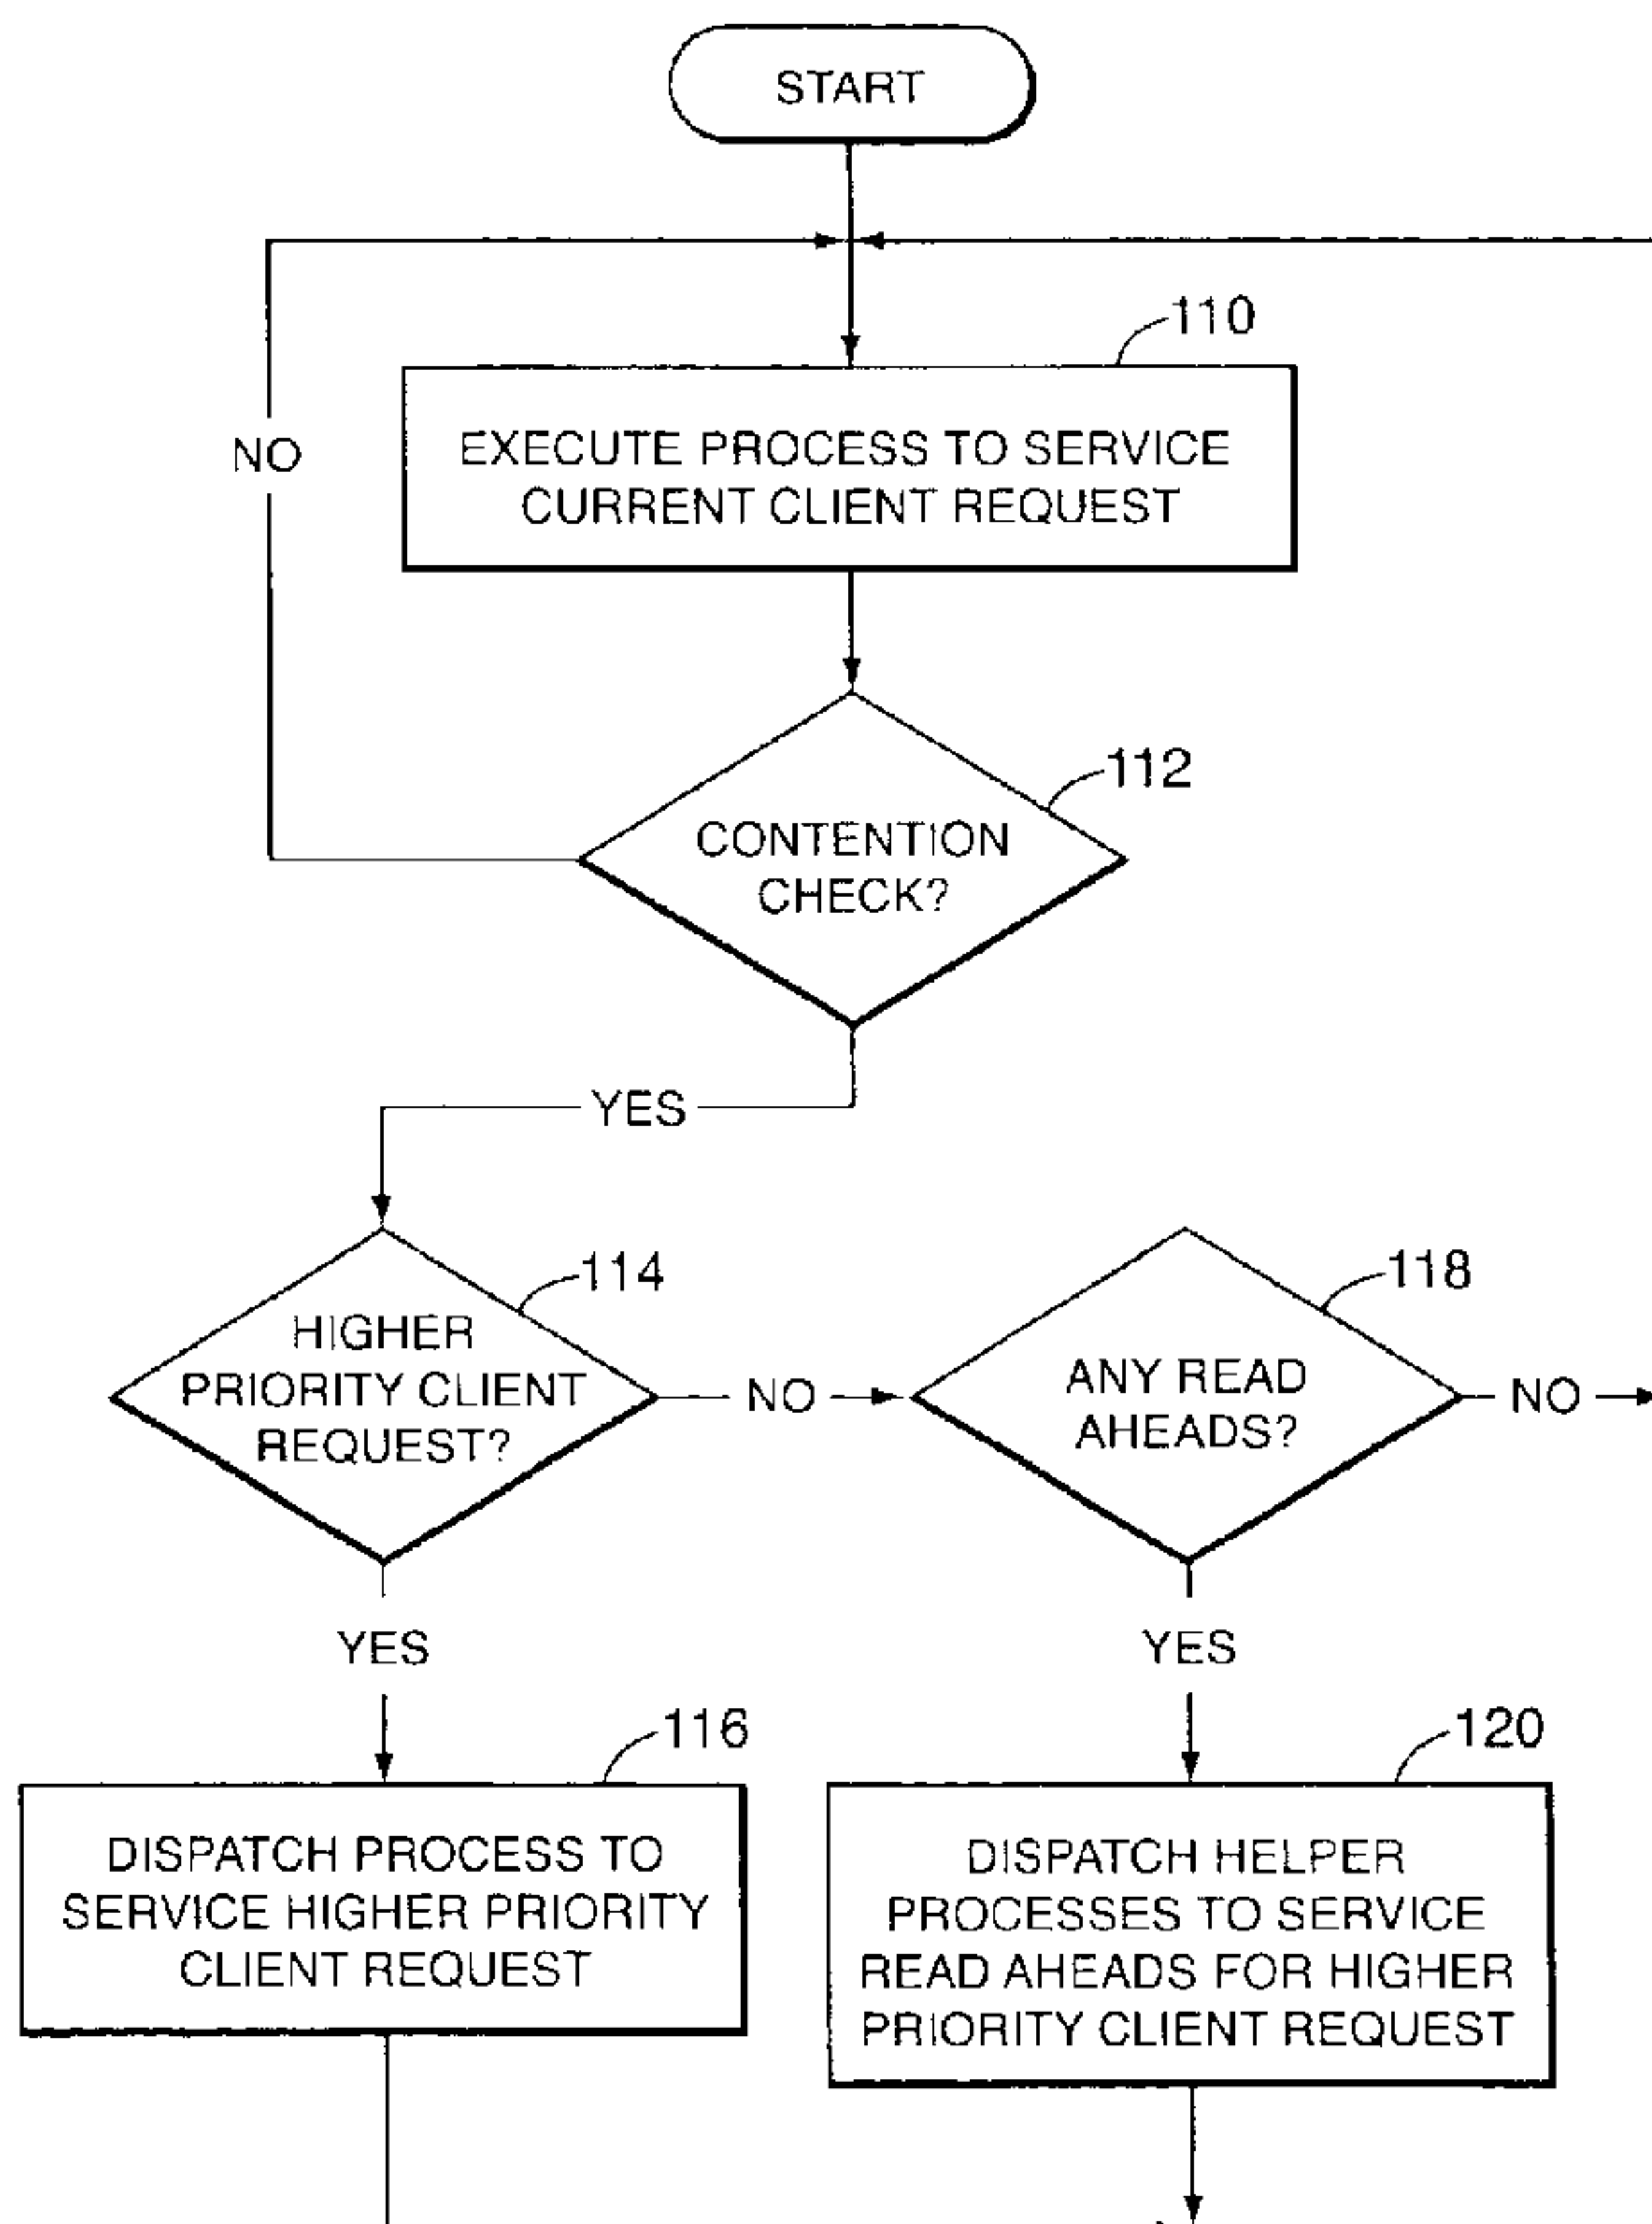 START
110
NO
EXECUTE PROCESS TO SERVICE
CURRENT CLIENT REQUEST
112
CONTENTION
CHECK?
YES
114
HIGHER
PRIORITY CLIENT
REQUEST?
NO
118
ANY READ
AHEADS?
NO
YES
YES
116
DISPATCH PROCESS TO
SERVICE HIGHER PRIORITY
CLIENT REQUEST
120
DISPATCH HELPER
PROCESSES TO SERVICE
READ AHEADS FOR HIGHER
PRIORITY CLIENT REQUEST